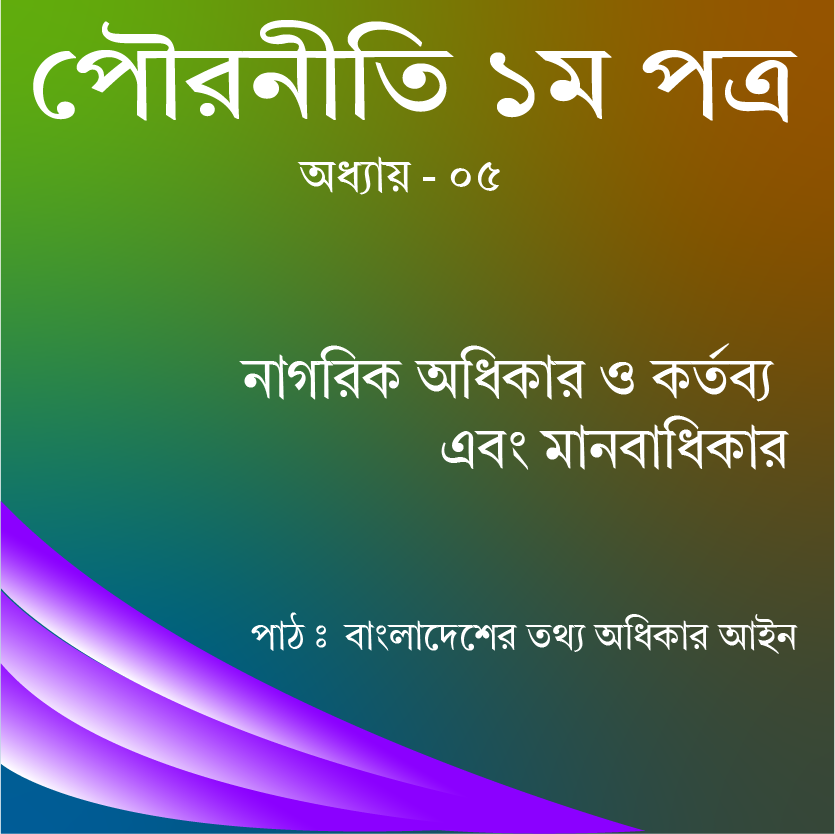 পৌরনীতি ১ম পত্র
অধ্যায় - ০৫
নাগরিক অধিকার ও কর্তব্য
এবং মানবাধিকার
পাঠ ঃ বাংলাদেশের তথ্য অধিকার আইন